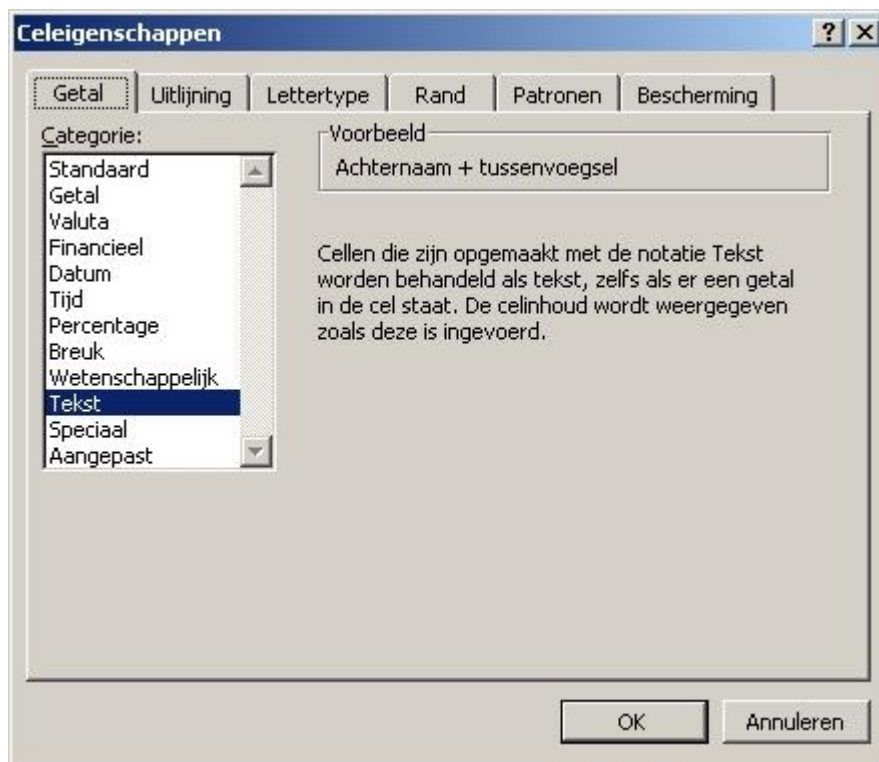 Celeigenschappen
Getal Uitlijning Lettertype Rand Patronen Bescherming
Categorie:
Standaard
Getal
Valuta
Financieel
Datum
Tijd
Percentage
Breuk
Wetenschappelijk
Tekst
Speciaal
Aangepast
Voorbeeld
Achternaam + tussenvoegsel
Cellen die zijn opgemaakt met de notatie Tekst
worden behandeld als tekst, zelfs als er een getal
in de cel staat. De celinhoud wordt weergegeven
zoals deze is ingevoerd.
OK Annuleren